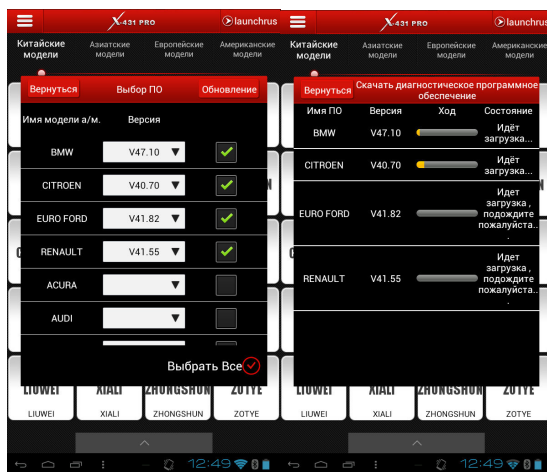 X-431 PRO
launchrus
Китайские модели
Азиатские модели
Европейские модели
Американские модели
Вернуться
Выбор ПО
Обновление
Имя модели а/м.
Версия
BMW
V47.10
CITROEN
V40.70
EURO FORD
V41.82
RENAULT
V41.55
ACURA
AUDI
Выбрать Все
LIUWEI
XIALI
ZHONGSHUN
ZOTYE
LIUWEI
XIALI
ZHONGSHUN
ZOTYE
12:49
X-431 PRO
launchrus
Китайские модели
Азиатские модели
Европейские модели
Американские модели
Вернуться
Скачать диагностическое программное
обеспечение
Имя ПО
Версия
Ход
Состояние
BMW
V47.10
Идёт
загрузка...
CITROEN
V40.70
Идёт
загрузка...
EURO FORD
V41.82
Идет
загрузка ,
подождите
пожалуйста..
.
RENAULT
V41.55
Идет
загрузка ,
подождите
пожалуйста..
.
LIUWEI
XIALI
ZHONGSHUN
ZOTYE
LIUWEI
XIALI
ZHONGSHUN
ZOTYE
12:49